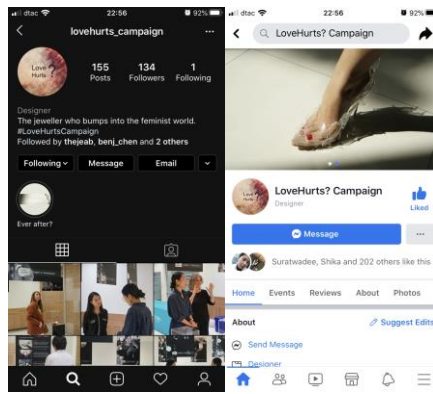 dtac 22:56 92%
lovehurts_campaign
Love
Hurts ?
155 134 1
Posts Followers Following
Designer
The jeweller who bumps into the feminist world.
#LoveHurtsCampaign
Followed by thejeab, benj_chen and 2 others
Following Message Email
Ever after?
dtac 22:56 92%
LoveHurts? Campaign
LoveHurts? Campaign
Designer
Liked
Message
Suratwadee, Shika and 202 others like this
Home Events Reviews About Photos
About Suggest Edits
Send Message
Designer